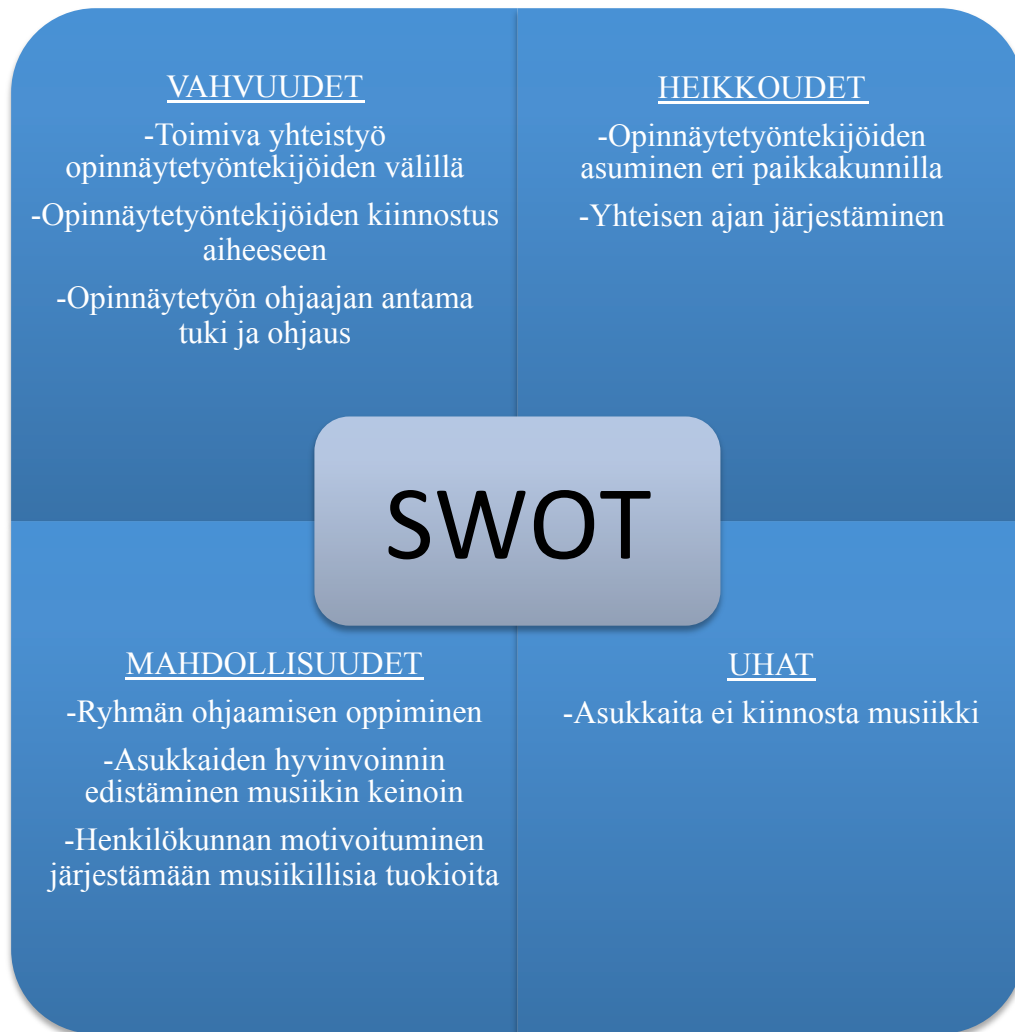 VAHVUUDET
-Toimiva yhteistyö
opinnäytetyöntekijöiden välillä
-Opinnäytetyöntekijöiden kiinnostus
aiheeseen
-Opinnäytetyön ohjaajan antama
tuki ja ohjaus
HEIKKOUDET
-Opinnäytetyöntekijöiden
asuminen eri paikkakunnilla
-Yhteisen ajan järjestäminen
SWOT
MAHDOLLISUUDET
-Ryhmän ohjaamisen oppiminen
-Asukkaiden hyvinvoinnin
edistäminen musiikin keinoin
-Henkilökunnan motivoituminen
järjestämään musiikillisia tuokioita
UHAT
-Asukkaita ei kiinnosta musiikki